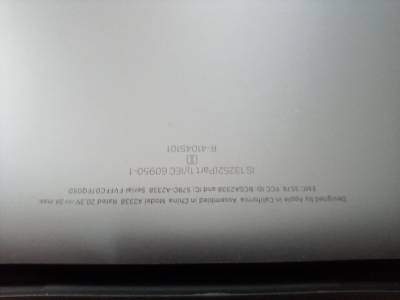 Designed by Apple in California Assembled in China Model A2338 Rated 20.3V⎓3A max.
EMC 3578 FCC ID: BCGA2338 and IC: 579C-A2338 Serial
IS 13252(Part 1)/IEC 60950-1
R-41045101